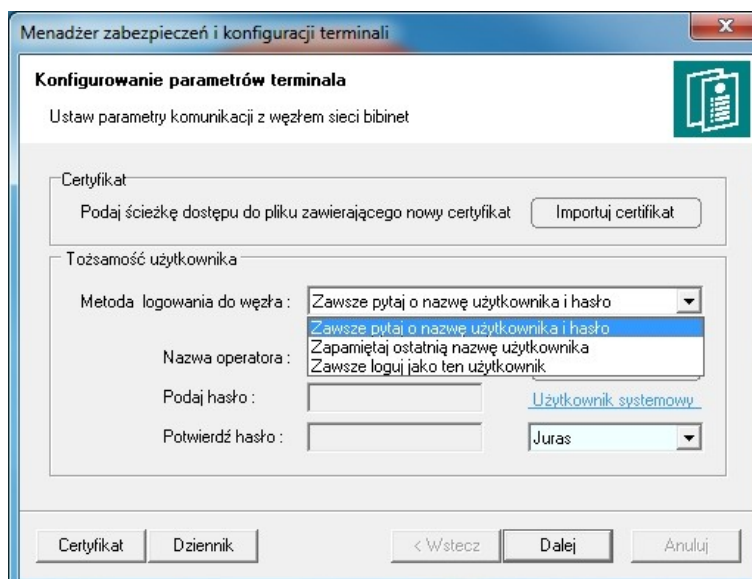 Menadżer zabezpieczeń i konfiguracji terminali
Konfigurowanie parametrów terminala
Ustaw parametry komunikacji z węzłem sieci bibinet
Certyfikat
Podaj ścieżkę dostępu do pliku zawierającego nowy certyfikat
Importuj certifikat
Tożsamość użytkownika
Metoda logowania do węzła :
Zawsze pytaj o nazwę użytkownika i hasło
Zawsze pytaj o nazwę użytkownika i hasło
Zapamiętaj ostatnią nazwę użytkownika
Zawsze loguj jako ten użytkownik
Nazwa operatora :
Podaj hasło :
Użytkownik systemowy
Potwierdź hasło :
Juras
Certyfikat
Dziennik
< Wstecz
Dalej
Anuluj